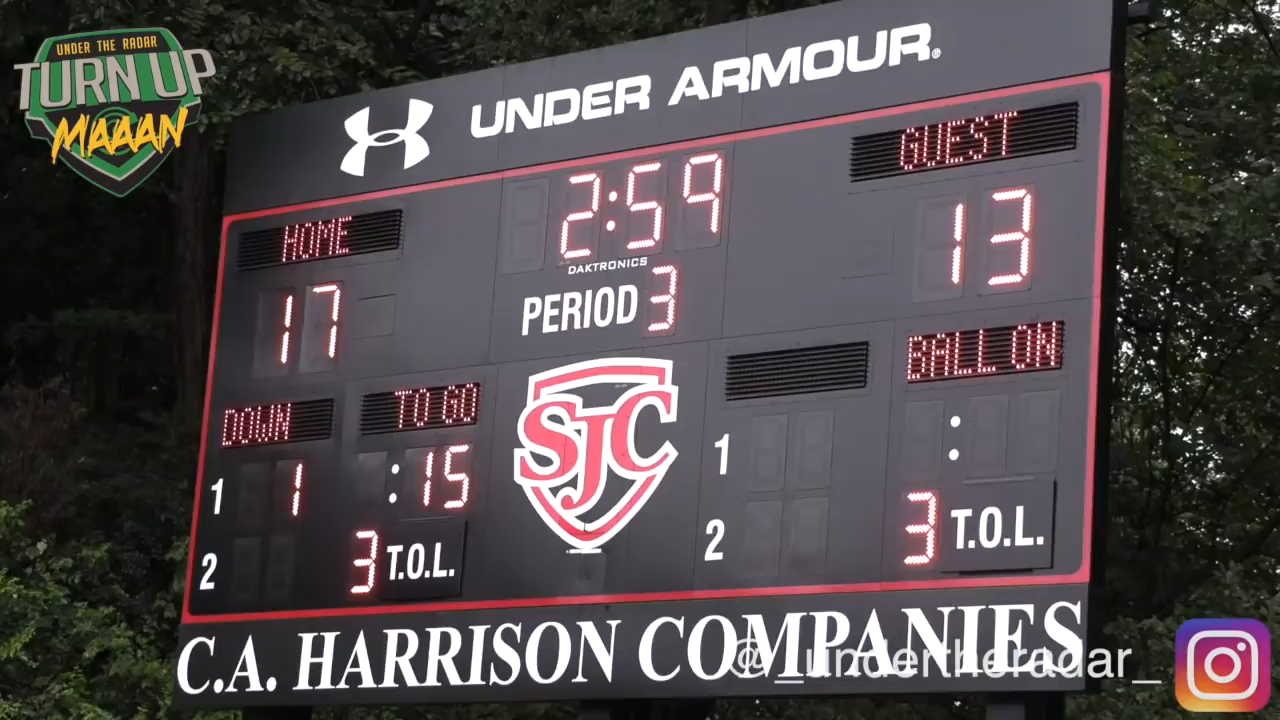 UNDER THE RADAR
TURN UP
MAAAN
UNDER ARMOUR®
HOME
2:59
GUEST
17
DAKTRONICS
13
PERIOD 3
DOWN
TO GO
BALL ON
SJC
1 1 :15
1 :
2 3 T.O.L.
2 3 T.O.L.
C.A. HARRISON COMPANIES
@_undertheradar_